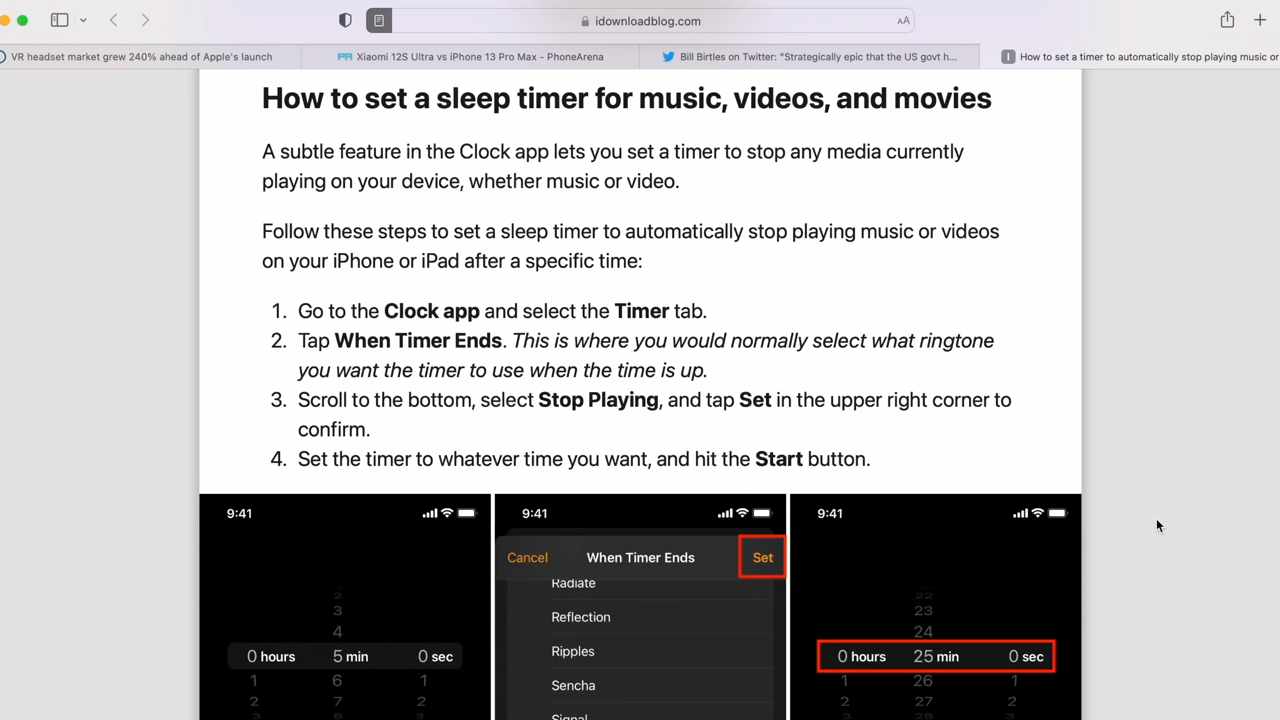 idownloadblog.com
AA
VR headset market grew 240% ahead of Apple's launch
Xiaomi 12S Ultra vs iPhone 13 Pro Max - PhoneArena
Bill Birtles on Twitter: "Strategically epic that the US govt h...
I How to set a timer to automatically stop playing music or
How to set a sleep timer for music, videos, and movies
A subtle feature in the Clock app lets you set a timer to stop any media currently
playing on your device, whether music or video.
Follow these steps to set a sleep timer to automatically stop playing music or videos
on your iPhone or iPad after a specific time:
1. Go to the Clock app and select the Timer tab.
2. Tap When Timer Ends. This is where you would normally select what ringtone
you want the timer to use when the time is up.
3. Scroll to the bottom, select Stop Playing, and tap Set in the upper right corner to
confirm.
4. Set the timer to whatever time you want, and hit the Start button.
9:41
2
3
4
0 hours 5 min 0 sec
1 6 1
2 7 2
3 8 3
9:41
Cancel When Timer Ends Set
Radiate
Reflection
Ripples
Sencha
Signal
9:41
22
23
24
0 hours 25 min 0 sec
1 26 1
2 27 2
3 28 3